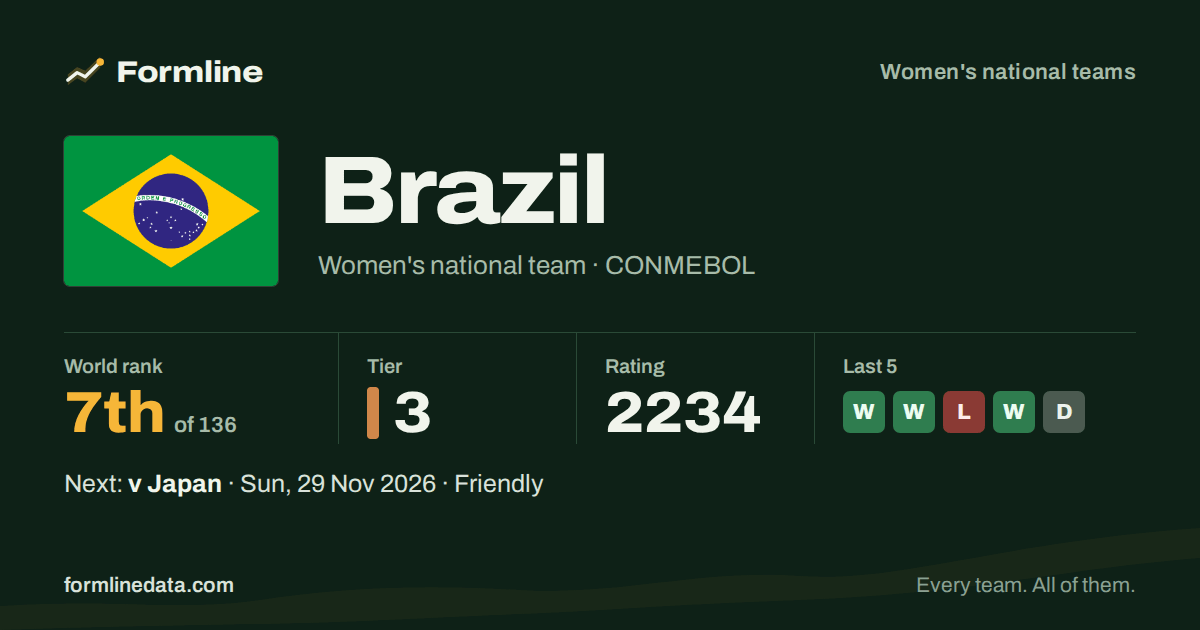 Formline
Women's national teams
ORDEM E PROGRESSO
Brazil
Women's national team · CONMEBOL
World rank
7th of 136
Tier
3
Rating
2234
Last 5
W W L W D
Next: v Japan · Sun, 29 Nov 2026 · Friendly
formlinedata.com
Every team. All of them.